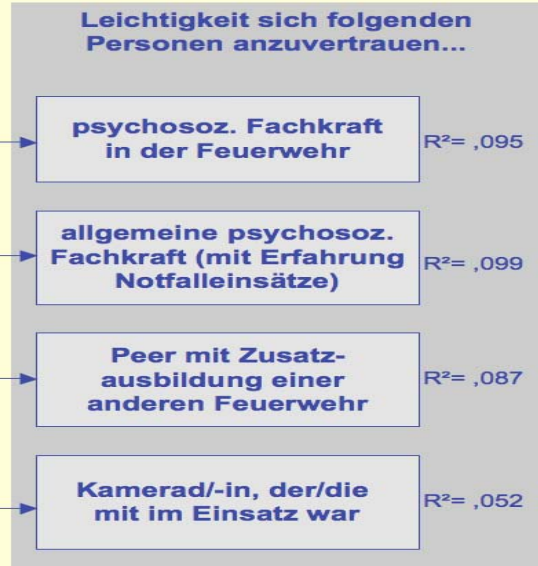 Leichtigkeit sich folgenden
Personen anzuvertrauen...
psychosoz. Fachkraft
in der Feuerwehr
R²= ,095
allgemeine psychosoz.
Fachkraft (mit Erfahrung
Notfalleinsätze)
R²= ,099
Peer mit Zusatz-
ausbildung einer
anderen Feuerwehr
R²= ,087
Kamerad/-in, der/die
mit im Einsatz war
R²= ,052